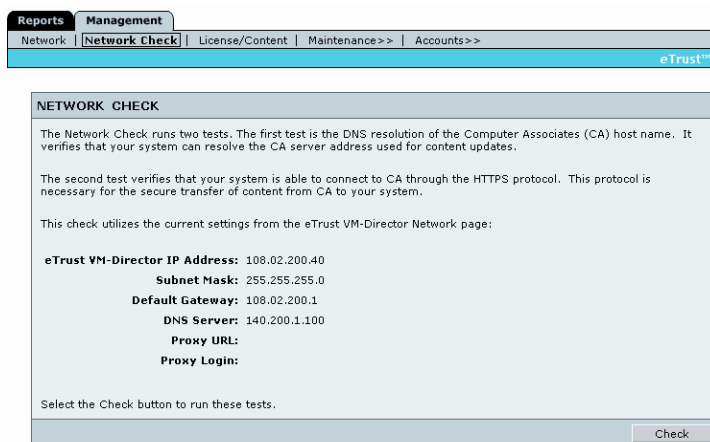 Reports Management
Network | Network Check | License/Content | Maintenance>> | Accounts>>
eTrust™
NETWORK CHECK
The Network Check runs two tests. The first test is the DNS resolution of the Computer Associates (CA) host name. It
verifies that your system can resolve the CA server address used for content updates.
The second test verifies that your system is able to connect to CA through the HTTPS protocol. This protocol is
necessary for the secure transfer of content from CA to your system.
This check utilizes the current settings from the eTrust VM-Director Network page:
eTrust VM-Director IP Address: 108.02.200.40
Subnet Mask: 255.255.255.0
Default Gateway: 108.02.200.1
DNS Server: 140.200.1.100
Proxy URL:
Proxy Login:
Select the Check button to run these tests.
Check